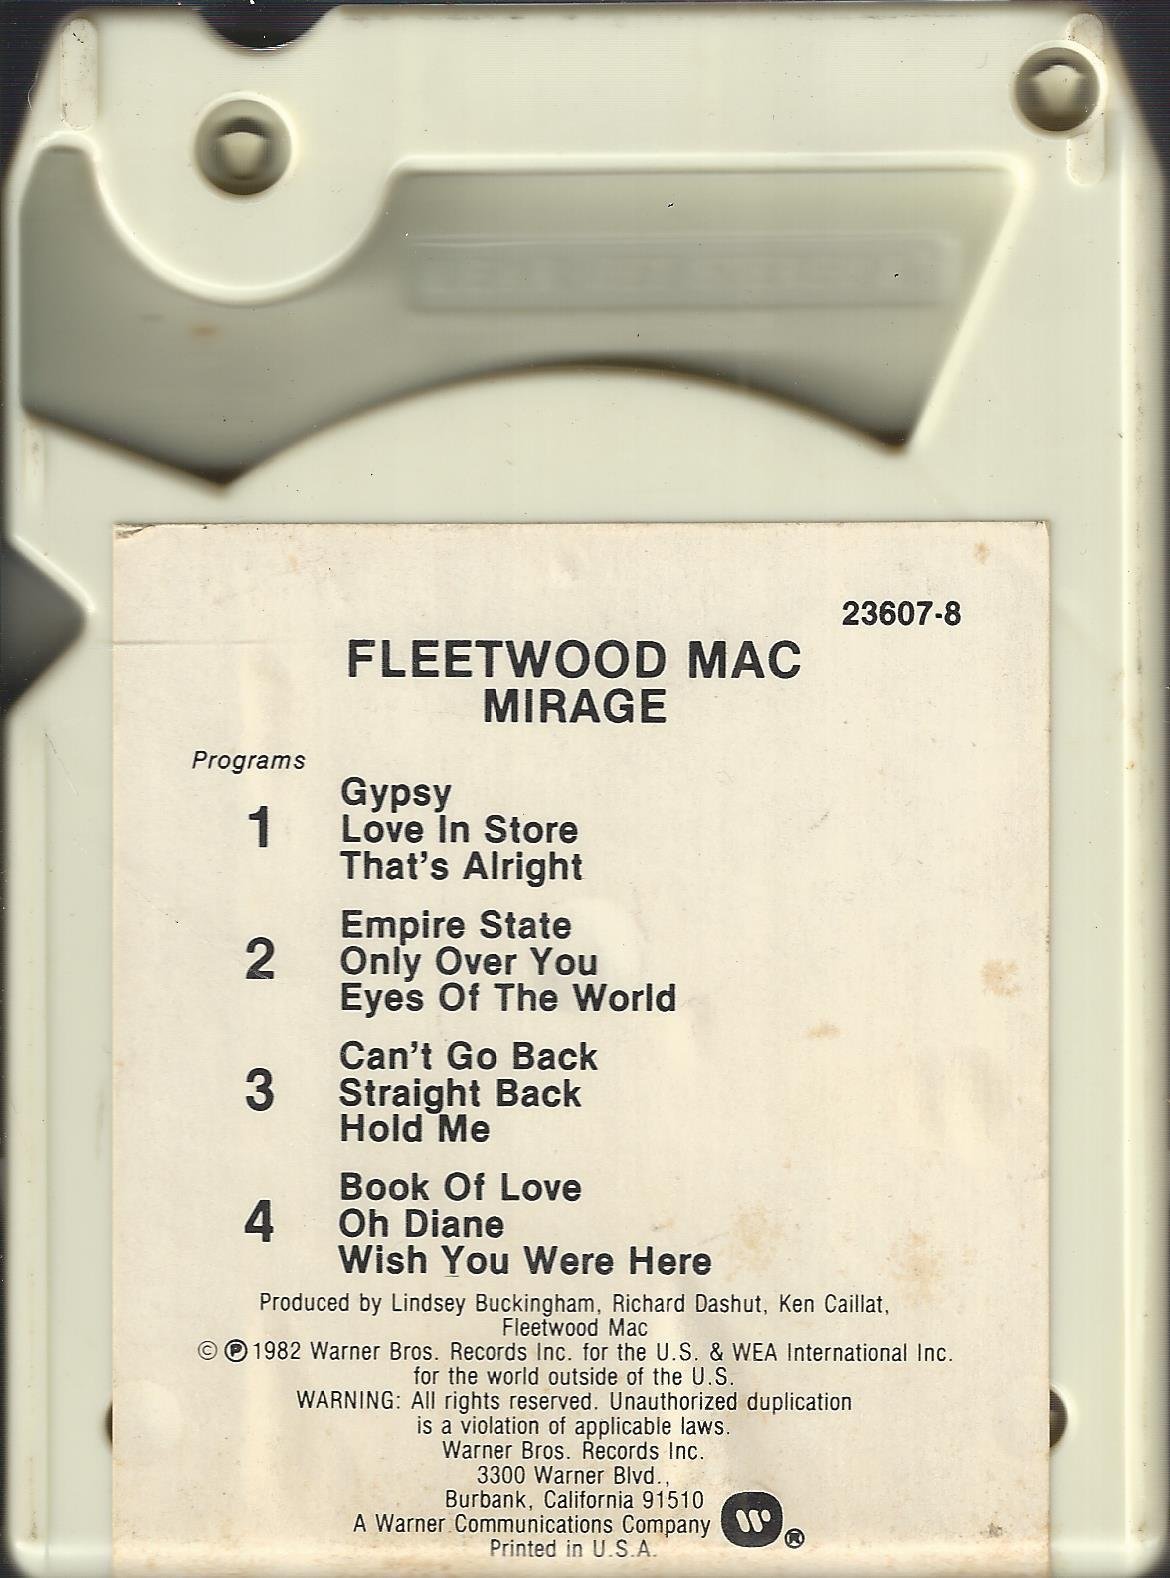 23607-8
FLEETWOOD MAC
MIRAGE
Programs
1
Gypsy
Love In Store
That's Alright
2
Empire State
Only Over You
Eyes Of The World
3
Can't Go Back
Straight Back
Hold Me
4
Book Of Love
Oh Diane
Wish You Were Here
Produced by Lindsey Buckingham, Richard Dashut, Ken Caillat,
Fleetwood Mac
© ℗ 1982 Warner Bros. Records Inc. for the U.S. & WEA International Inc.
for the world outside of the U.S.
WARNING: All rights reserved. Unauthorized duplication
is a violation of applicable laws.
Warner Bros. Records Inc.
3300 Warner Blvd.,
Burbank, California 91510
A Warner Communications Company
®
Printed in U.S.A.